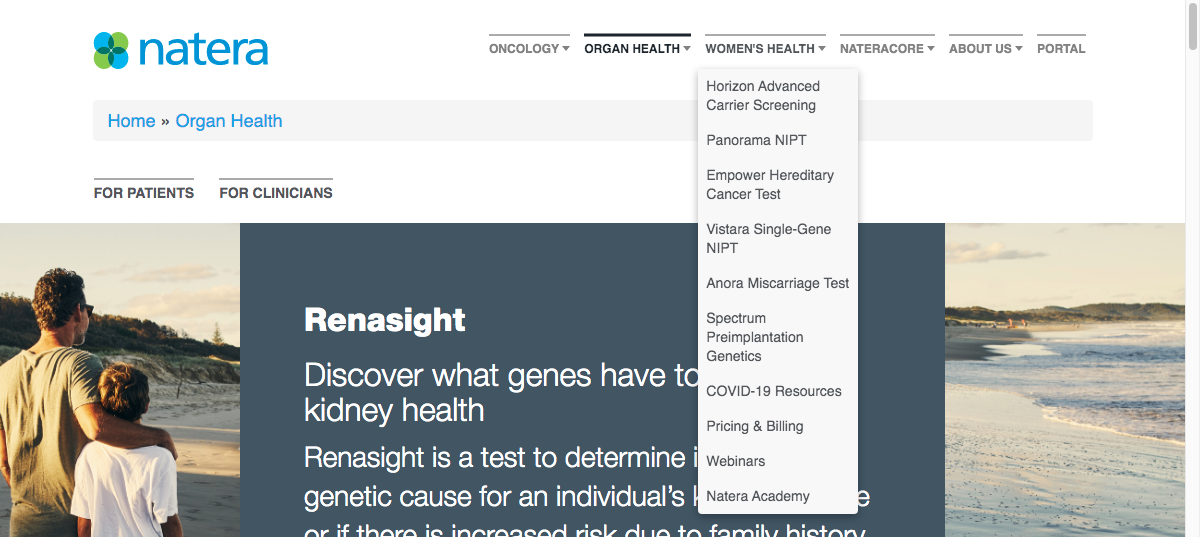 natera
ONCOLOGY
ORGAN HEALTH
WOMEN'S HEALTH
NATERACORE
ABOUT US
PORTAL
Home » Organ Health
FOR PATIENTS
FOR CLINICIANS
Horizon Advanced
Carrier Screening
Panorama NIPT
Empower Hereditary
Cancer Test
Vistara Single-Gene
NIPT
Anora Miscarriage Test
Spectrum
Preimplantation
Genetics
COVID-19 Resources
Pricing & Billing
Webinars
Natera Academy
Renasight
Discover what genes have to
kidney health
Renasight is a test to determine
genetic cause for an individual's
or if there is increased risk due to family history